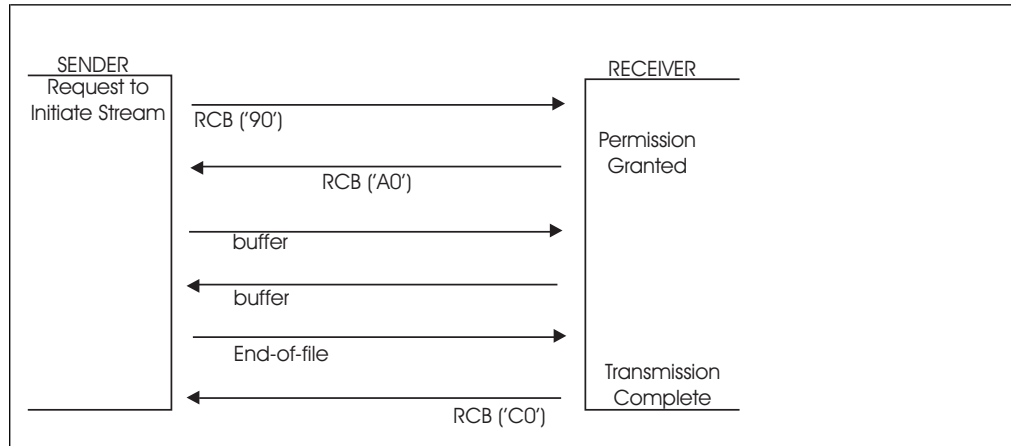 SENDER
RECEIVER
Request to
Initiate Stream
RCB ('90')
Permission
Granted
RCB ('A0')
buffer
buffer
End-of-file
Transmission
Complete
RCB ('C0')